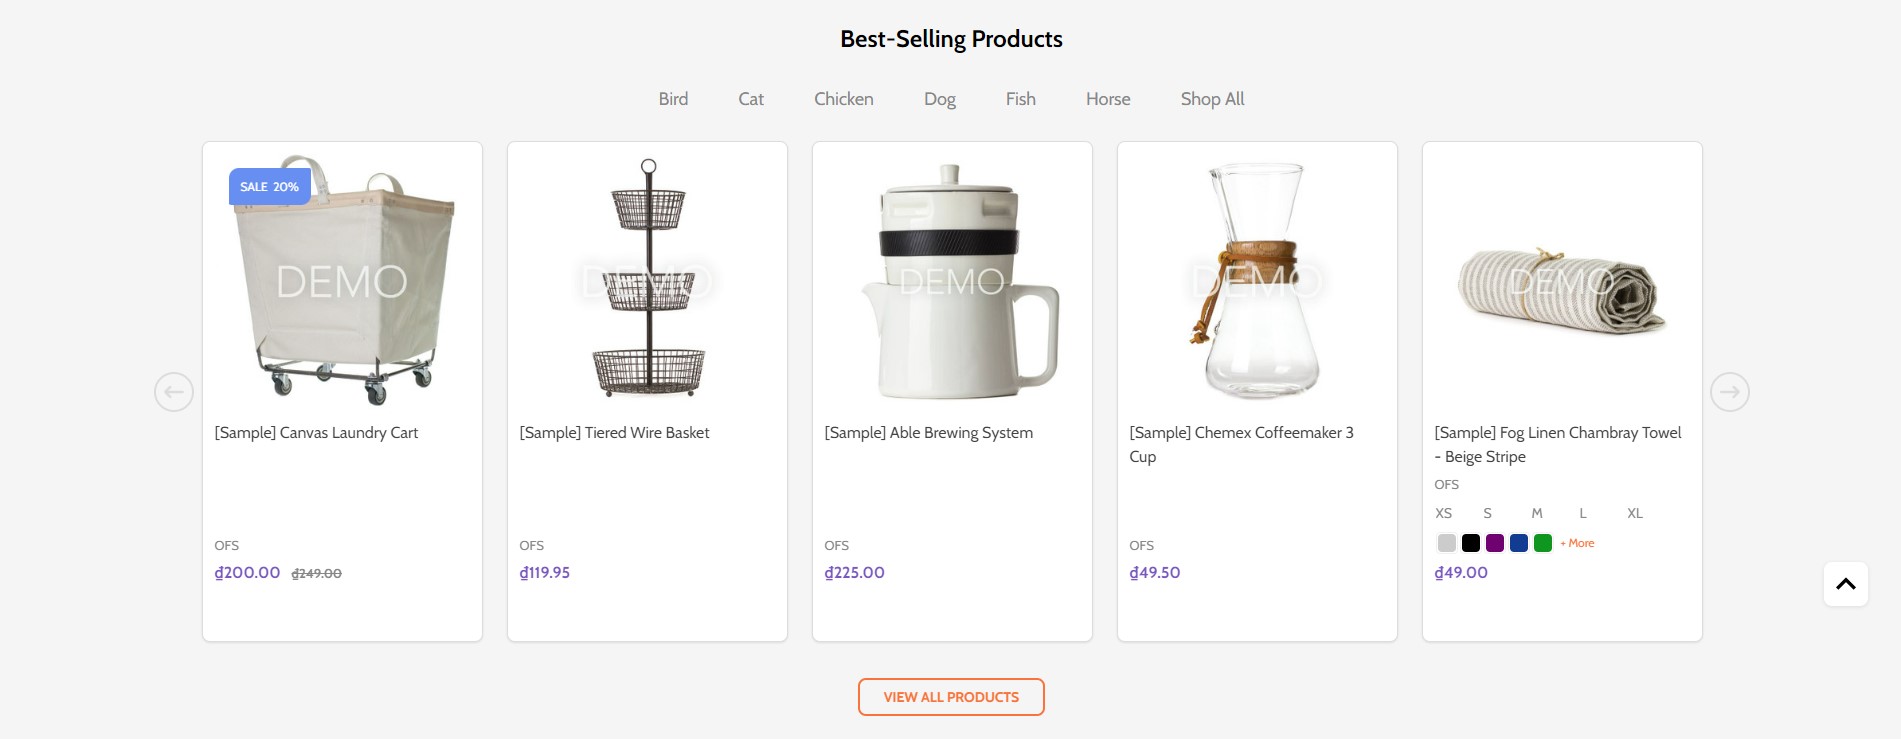 Best-Selling Products
Bird Cat Chicken Dog Fish Horse Shop All
SALE 20%
DEMO
[Sample] Canvas Laundry Cart
OFS
₫200.00 ₫249.00
DEMO
[Sample] Tiered Wire Basket
OFS
₫119.95
DEMO
[Sample] Able Brewing System
OFS
₫225.00
DEMO
[Sample] Chemex Coffeemaker 3
Cup
OFS
₫49.50
DEMO
[Sample] Fog Linen Chambray Towel
- Beige Stripe
OFS
XS S M L XL
+ More
₫49.00
VIEW ALL PRODUCTS